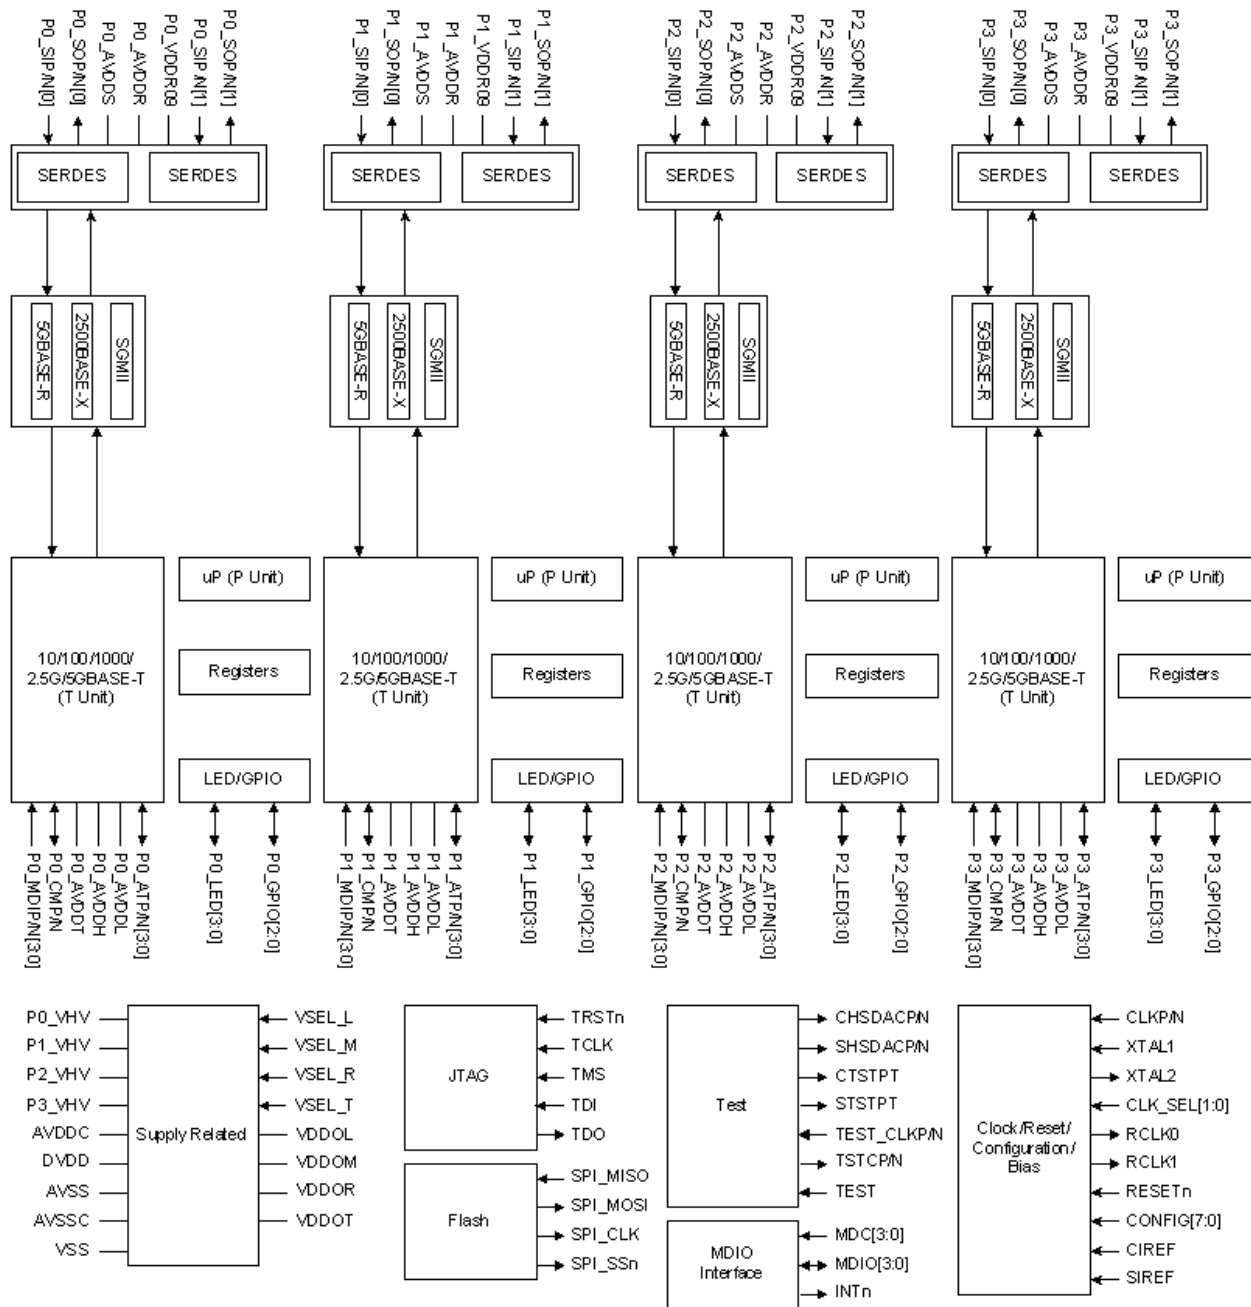 P0_SIP/N[0]
P0_SOP/N[0]
P0_AVDDS
P0_AVDDR
P0_VDDR09
P0_SIP/N[1]
P0_SOP/N[1]
P1_SIP/N[0]
P1_SOP/N[0]
P1_AVDDS
P1_AVDDR
P1_VDDR09
P1_SIP/N[1]
P1_SOP/N[1]
P2_SIP/N[0]
P2_SOP/N[0]
P2_AVDDS
P2_AVDDR
P2_VDDR09
P2_SIP/N[1]
P2_SOP/N[1]
P3_SIP/N[0]
P3_SOP/N[0]
P3_AVDDS
P3_AVDDR
P3_VDDR09
P3_SIP/N[1]
P3_SOP/N[1]
SERDES
SERDES
SERDES
SERDES
SERDES
SERDES
SERDES
SERDES
5GBASE-R
2500BASE-X
SGMII
5GBASE-R
2500BASE-X
SGMII
5GBASE-R
2500BASE-X
SGMII
5GBASE-R
2500BASE-X
SGMII
10/100/1000/
2.5G/5GBASE-T
(T Unit)
uP (P Unit)
Registers
LED/GPIO
10/100/1000/
2.5G/5GBASE-T
(T Unit)
uP (P Unit)
Registers
LED/GPIO
10/100/1000/
2.5G/5GBASE-T
(T Unit)
uP (P Unit)
Registers
LED/GPIO
10/100/1000/
2.5G/5GBASE-T
(T Unit)
uP (P Unit)
Registers
LED/GPIO
P0_MDIP/N[3:0]
P0_CMP/N
P0_AVDDT
P0_AVDDH
P0_AVDDL
P0_ATP/N[3:0]
P0_LED[3:0]
P0_GPIO[2:0]
P1_MDIP/N[3:0]
P1_CMP/N
P1_AVDDT
P1_AVDDH
P1_AVDDL
P1_ATP/N[3:0]
P1_LED[3:0]
P1_GPIO[2:0]
P2_MDIP/N[3:0]
P2_CMP/N
P2_AVDDT
P2_AVDDH
P2_AVDDL
P2_ATP/N[3:0]
P2_LED[3:0]
P2_GPIO[2:0]
P3_MDIP/N[3:0]
P3_CMP/N
P3_AVDDT
P3_AVDDH
P3_AVDDL
P3_ATP/N[3:0]
P3_LED[3:0]
P3_GPIO[2:0]
P0_VHV
P1_VHV
P2_VHV
P3_VHV
AVDDC
DVDD
AVSS
AVSSC
VSS
Supply Related
VSEL_L
VSEL_M
VSEL_R
VSEL_T
VDDOL
VDDOM
VDDOR
VDDOT
JTAG
TRSTn
TCLK
TMS
TDI
TDO
Flash
SPI_MISO
SPI_MOSI
SPI_CLK
SPI_SSn
Test
CHSDACP/N
SHSDACP/N
CTSTPT
STSTPT
TEST_CLKP/N
TSTCP/N
TEST
MDIO
Interface
MDC[3:0]
MDIO[3:0]
INTn
Clock/Reset/
Configuration/
Bias
CLKP/N
XTAL1
XTAL2
CLK_SEL[1:0]
RCLK0
RCLK1
RESETn
CONFIG[7:0]
CIREF
SIREF